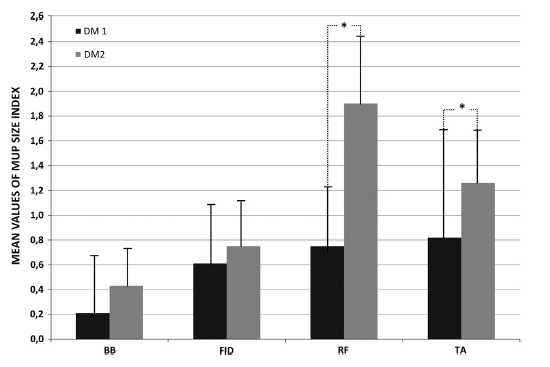 MEAN VALUES OF MUP SIZE INDEX
2,6
2,4
2,2
2,0
1,8
1,6
1,4
1,2
1,0
0,8
0,6
0,4
0,2
0,0
DM 1
DM2
*
*
BB
FID
RF
TA